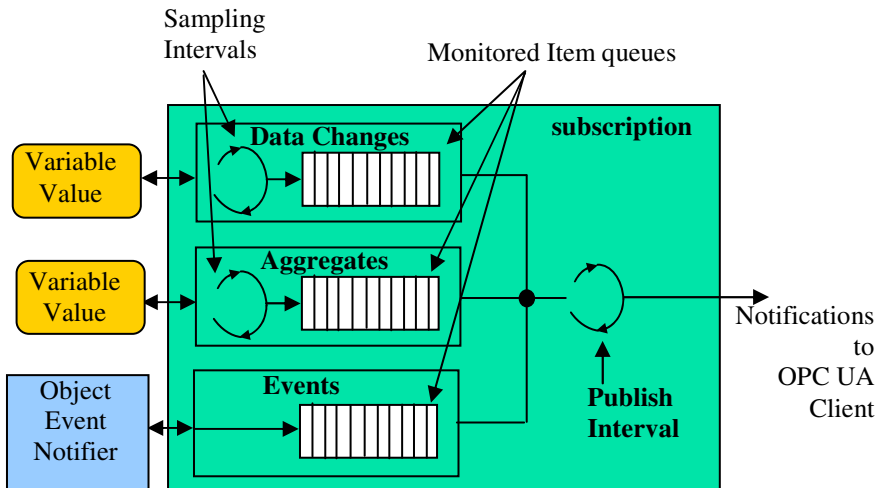 Sampling
Intervals
Monitored Item queues
Data Changes
subscription
Variable
Value
Aggregates
Variable
Value
Notifications
to
OPC UA
Client
Events
Object
Event
Notifier
Publish
Interval